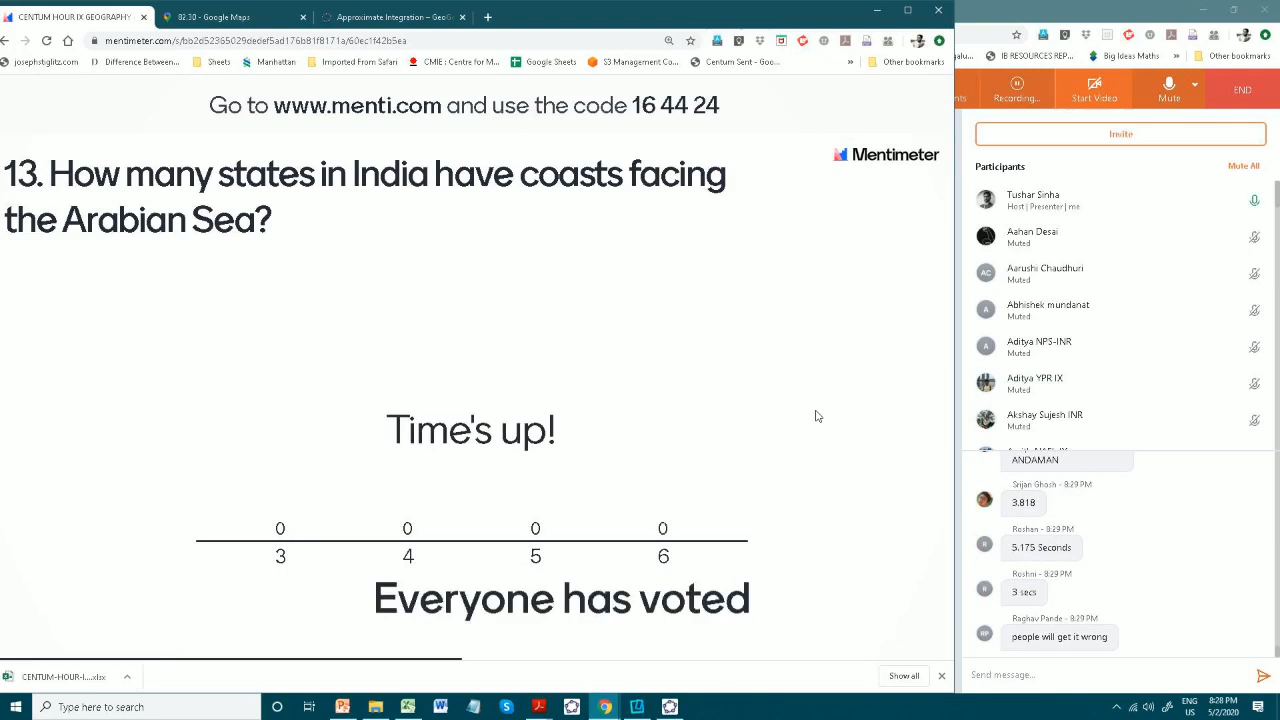 CENTUM HOUR IX GEOGRAPHY
82.30 - Google Maps
Approximate Integration – GeoG
mentimeter.com/s/bb2d52365029dedef5ad176b81f8171a/60ec1f42b5ea
josephstiglitz.com
Difference Between...
Sheets
Manhattan
Imported From Safari
CMIE : Centre for M...
Google Sheets
S3 Management Co...
Centum Sent - Goo...
»
Other bookmarks
galu...
IB RESOURCES REP...
Big Ideas Maths
»
Other bookmarks
Go to www.menti.com and use the code 16 44 24
Mentimeter
13. How many states in India have coasts facing
the Arabian Sea?
Time's up!
0 0 0 0
3 4 5 6
Everyone has voted
nts
Recording...
Start Video
Mute
END
Invite
Participants
Mute All
Tushar Sinha
Host | Presenter | me
Aahan Desai
Muted
AC
Aarushi Chaudhuri
Muted
A
Abhishek mundanat
Muted
A
Aditya NPS-INR
Muted
Aditya YPR IX
Muted
Akshay Sujesh INR
Muted
ANDAMAN
Srijan Ghosh - 8:29 PM
3.818
Roshan - 8:29 PM
R
5.175 Seconds
Roshni - 8:29 PM
R
3 secs
Raghav Pande - 8:29 PM
RP
people will get it wrong
Send message...
CENTUM-HOUR-I....xlsx
Show all
Type here to search
ENG
US
8:28 PM
5/2/2020